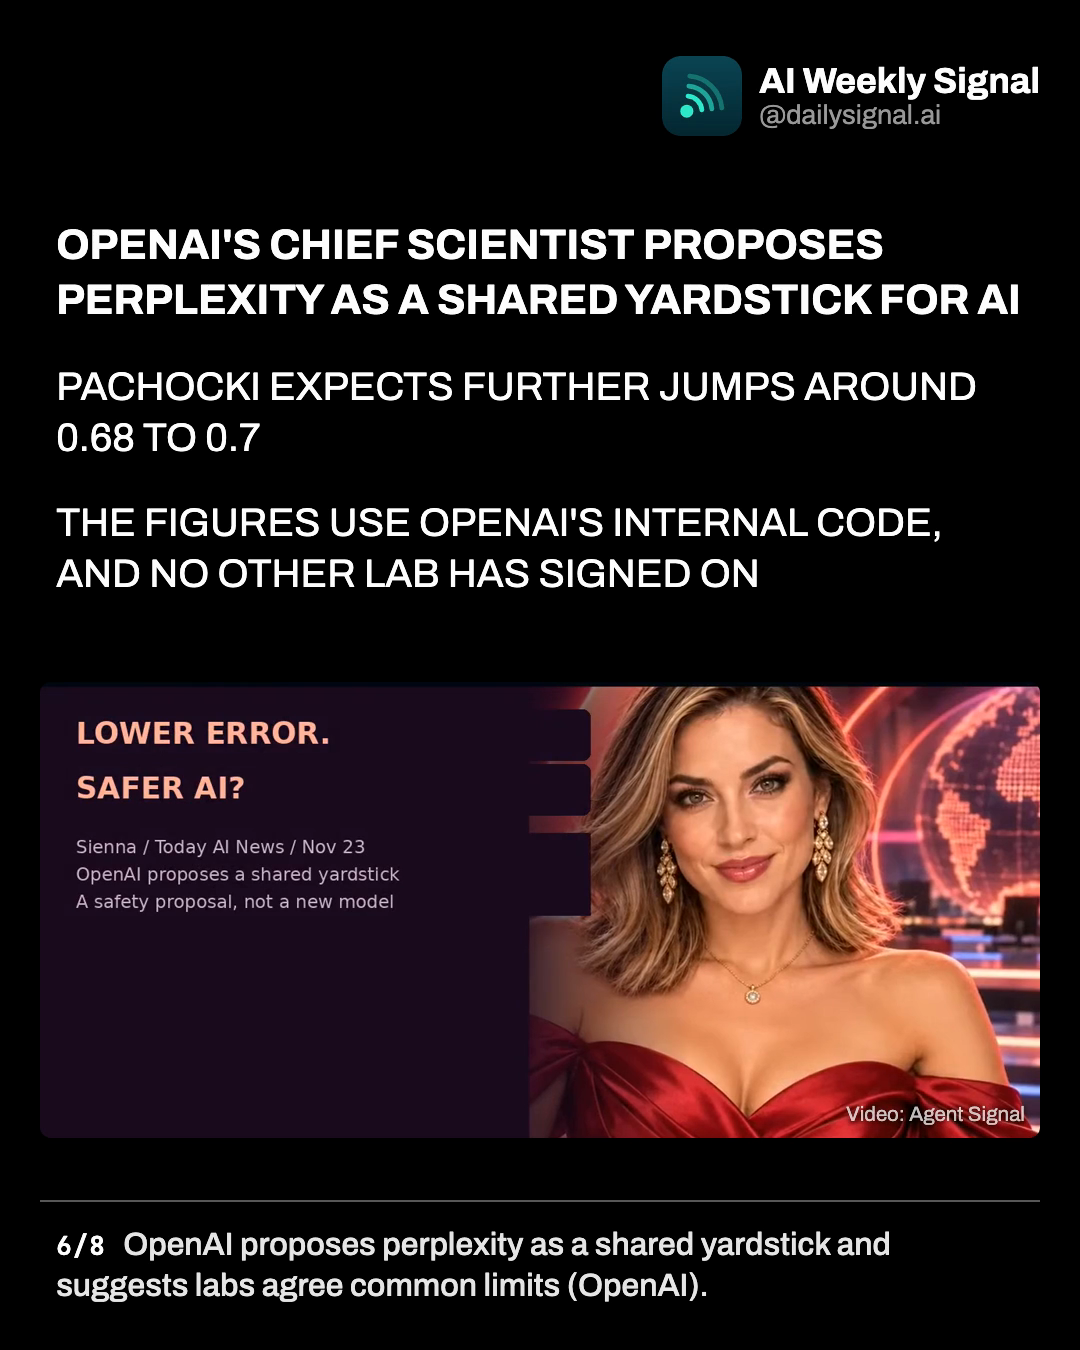 AI Weekly Signal
@dailysignal.ai
OPENAI'S CHIEF SCIENTIST PROPOSES
PERPLEXITY AS A SHARED YARDSTICK FOR AI
PACHOCKI EXPECTS FURTHER JUMPS AROUND
0.68 TO 0.7
THE FIGURES USE OPENAI'S INTERNAL CODE,
AND NO OTHER LAB HAS SIGNED ON
LOWER ERROR.
SAFER AI?
Sienna / Today AI News / Nov 23
OpenAI proposes a shared yardstick
A safety proposal, not a new model
Video: Agent Signal
6/8 OpenAI proposes perplexity as a shared yardstick and
suggests labs agree common limits (OpenAI).